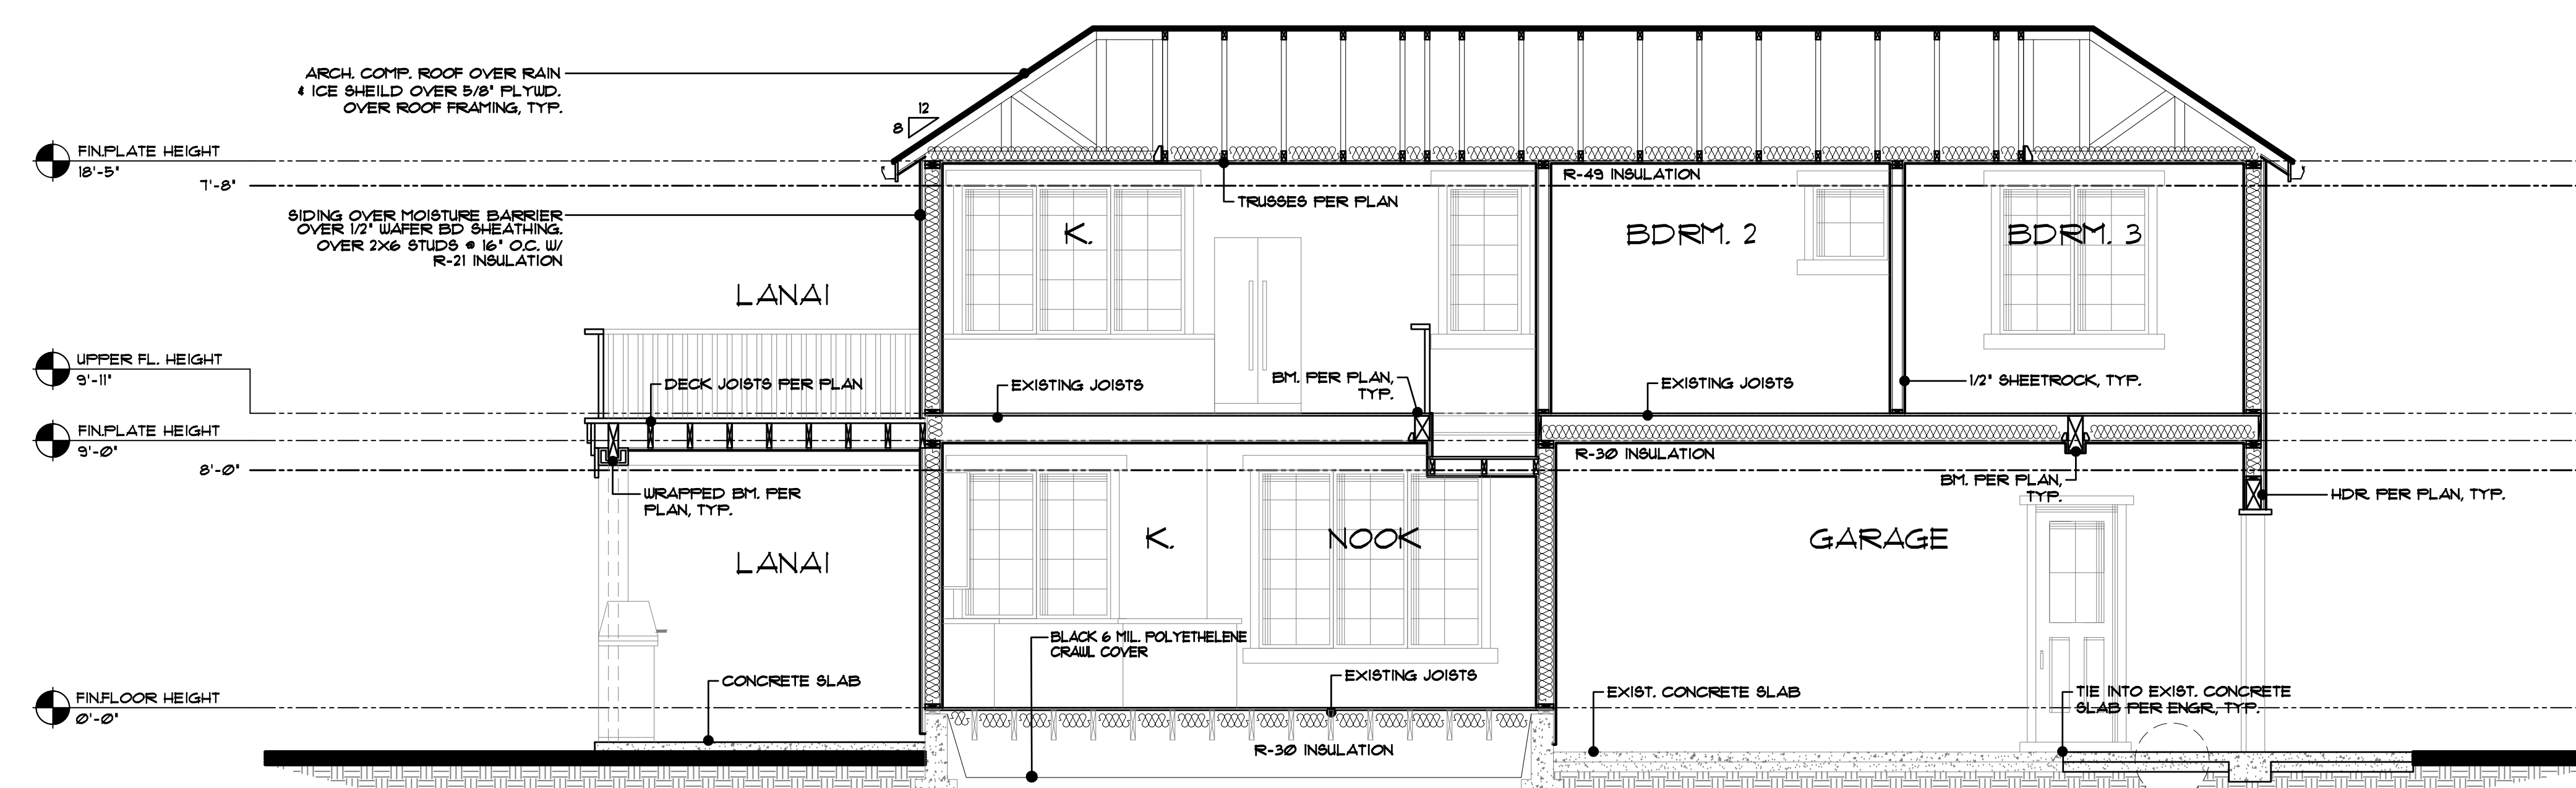 ARCH. COMP. ROOF OVER RAIN
& ICE SHEILD OVER 5/8" PLYWD.
OVER ROOF FRAMING, TYP.
12
8
FIN.PLATE HEIGHT
18'-5"
7'-8"
R-49 INSULATION
TRUSSES PER PLAN
SIDING OVER MOISTURE BARRIER
OVER 1/2" WAFER BD SHEATHING.
OVER 2X6 STUDS @ 16" O.C. W/
R-21 INSULATION
K.
BDRM. 2
BDRM. 3
LANAI
UPPER FL. HEIGHT
9'-11"
DECK JOISTS PER PLAN
EXISTING JOISTS
BM. PER PLAN,
TYP.
EXISTING JOISTS
1/2" SHEETROCK, TYP.
FIN.PLATE HEIGHT
9'-0"
8'-0"
R-30 INSULATION
BM. PER PLAN,
TYP.
HDR. PER PLAN, TYP.
WRAPPED BM. PER
PLAN, TYP.
LANAI
K.
NOOK
GARAGE
BLACK 6 MIL. POLYETHELENE
CRAWL COVER
CONCRETE SLAB
EXISTING JOISTS
EXIST. CONCRETE SLAB
TIE INTO EXIST. CONCRETE
SLAB PER ENGR., TYP.
FIN.FLOOR HEIGHT
0'-0"
R-30 INSULATION